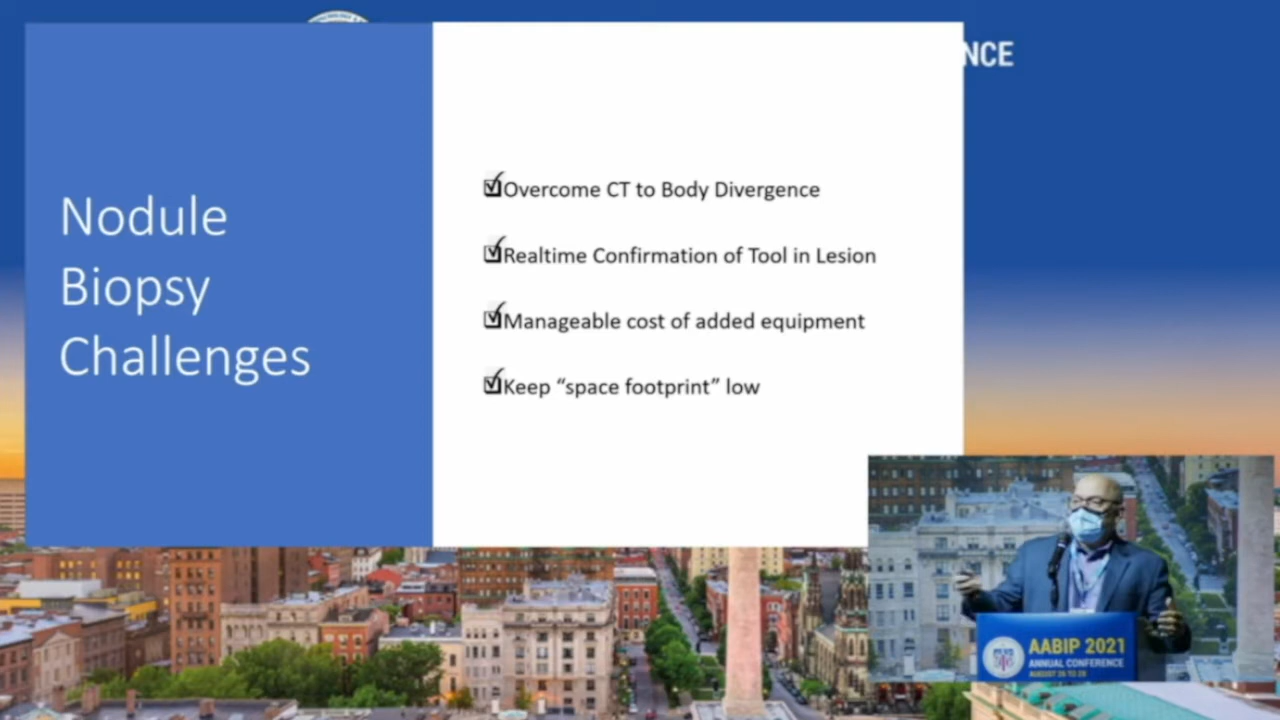 NCE
Nodule
Biopsy
Challenges
Overcome CT to Body Divergence
Realtime Confirmation of Tool in Lesion
Manageable cost of added equipment
Keep “space footprint” low
AABIP 2021
ANNUAL CONFERENCE